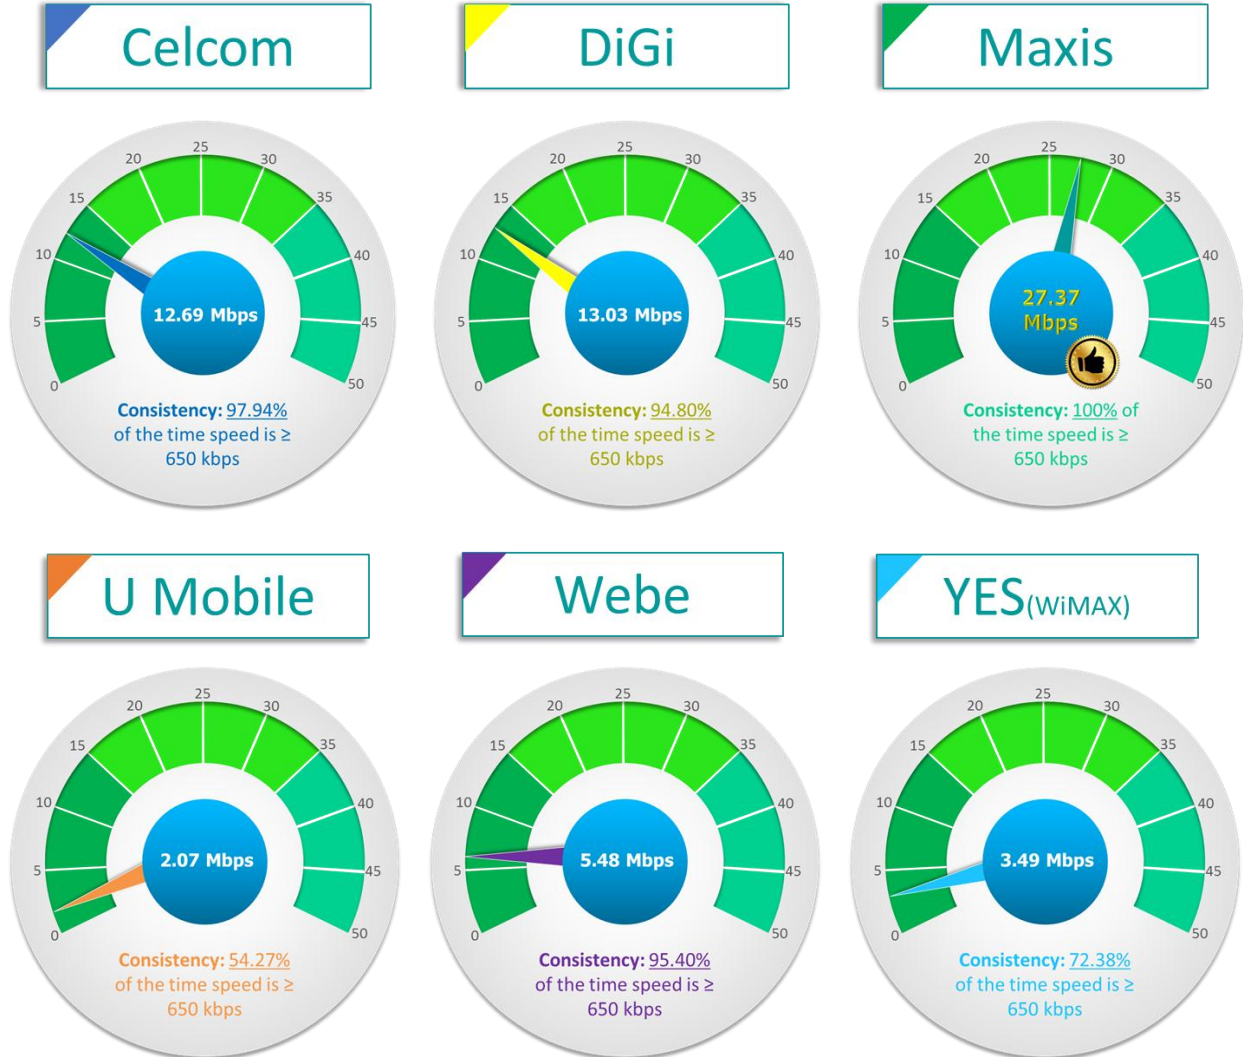 Celcom
DiGi
Maxis
0
5
10
15
20
25
30
35
40
45
50
12.69 Mbps
Consistency: 97.94%
of the time speed is ≥
650 kbps
0
5
10
15
20
25
30
35
40
45
50
13.03 Mbps
Consistency: 94.80%
of the time speed is ≥
650 kbps
0
5
10
15
20
25
30
35
40
45
50
27.37
Mbps
Consistency: 100% of
the time speed is ≥
650 kbps
U Mobile
Webe
YES(WiMAX)
0
5
10
15
20
25
30
35
40
45
50
2.07 Mbps
Consistency: 54.27%
of the time speed is ≥
650 kbps
0
5
10
15
20
25
30
35
40
45
50
5.48 Mbps
Consistency: 95.40%
of the time speed is ≥
650 kbps
0
5
10
15
20
25
30
35
40
45
50
3.49 Mbps
Consistency: 72.38%
of the time speed is ≥
650 kbps